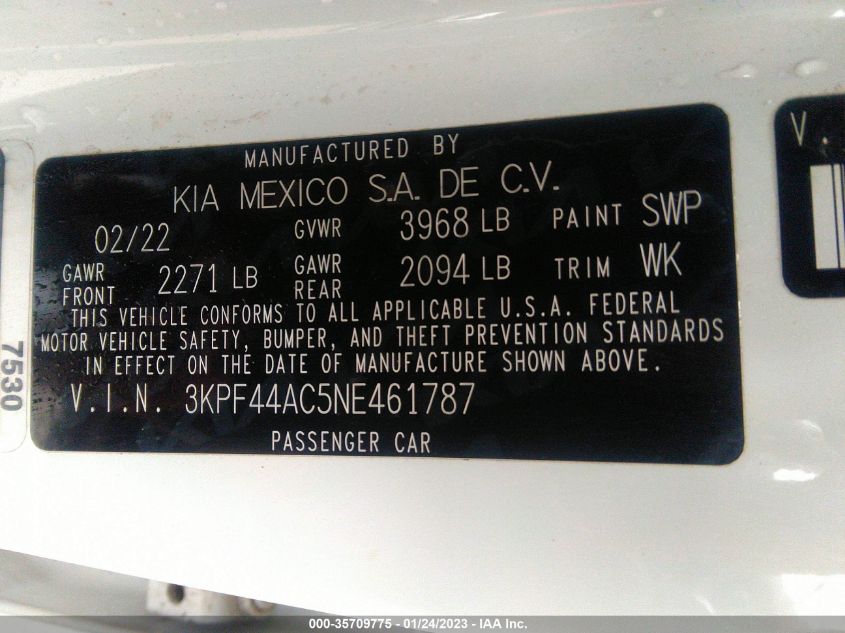 MANUFACTURED BY
KIA MEXICO S.A. DE C.V.
02/22 GVWR 3968 LB PAINT SWP
GAWR FRONT 2271 LB GAWR REAR 2094 LB TRIM WK
THIS VEHICLE CONFORMS TO ALL APPLICABLE U.S.A. FEDERAL
MOTOR VEHICLE SAFETY, BUMPER, AND THEFT PREVENTION STANDARDS
IN EFFECT ON THE DATE OF MANUFACTURE SHOWN ABOVE.
V.I.N. 3KPF44AC5NE461787
PASSENGER CAR
7530
V.
000-35709775 - 01/24/2023 - IAA Inc.